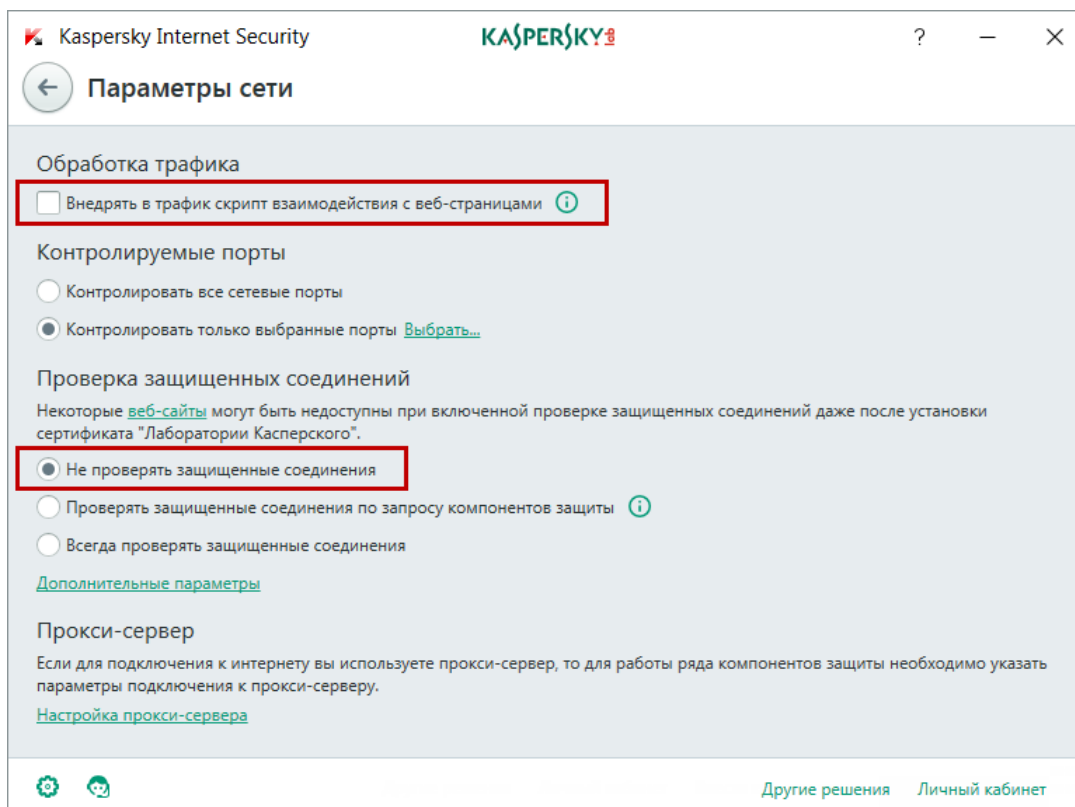 Kaspersky Internet Security
KASPERSKY lab
?
Параметры сети
Обработка трафика
Внедрять в трафик скрипт взаимодействия с веб-страницами
Контролируемые порты
Контролировать все сетевые порты
Контролировать только выбранные порты Выбрать...
Проверка защищенных соединений
Некоторые веб-сайты могут быть недоступны при включенной проверке защищенных соединений даже после установки
сертификата "Лаборатории Касперского".
Не проверять защищенные соединения
Проверять защищенные соединения по запросу компонентов защиты
Всегда проверять защищенные соединения
Дополнительные параметры
Прокси-сервер
Если для подключения к интернету вы используете прокси-сервер, то для работы ряда компонентов защиты необходимо указать
параметры подключения к прокси-серверу.
Настройка прокси-сервера
Другие решения Личный кабинет